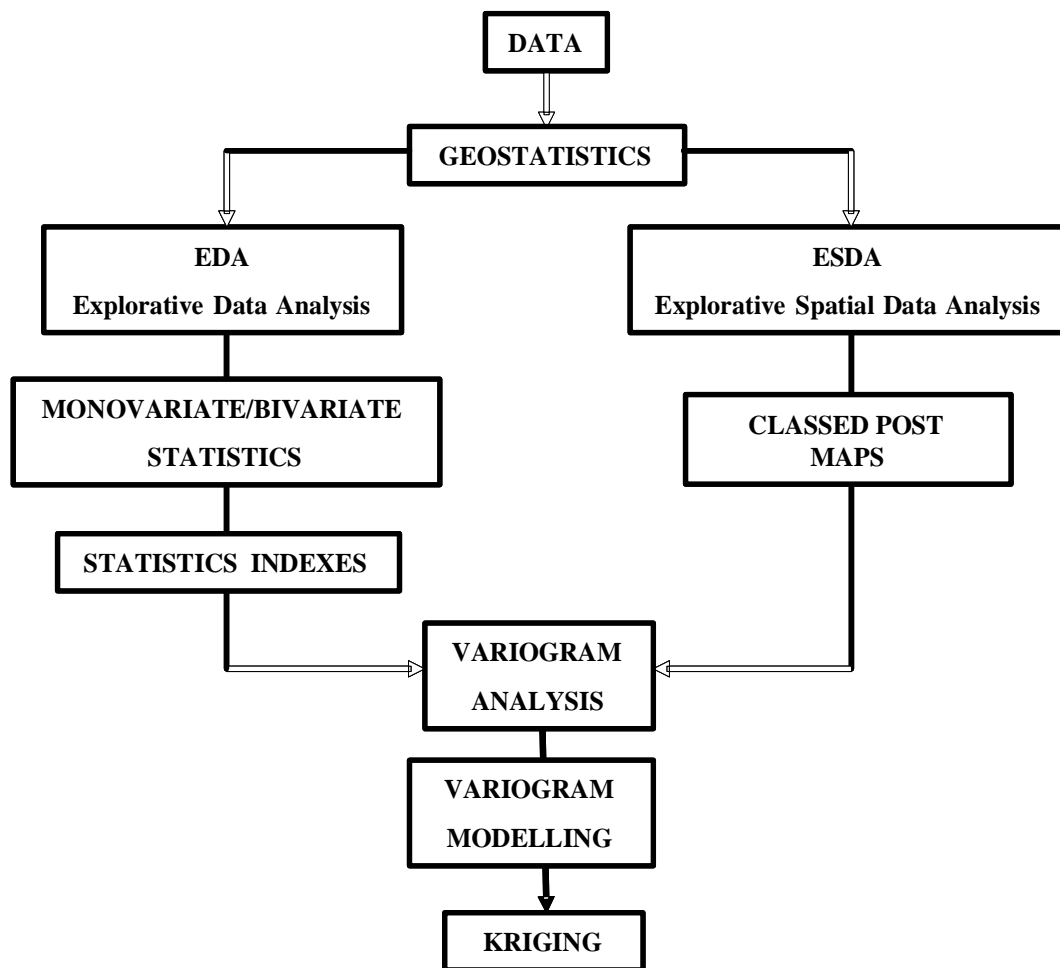 DATA
GEOSTATISTICS
EDA
Explorative Data Analysis
ESDA
Explorative Spatial Data Analysis
MONOVARIATE/BIVARIATE
STATISTICS
CLASSED POST
MAPS
STATISTICS INDEXES
VARIOGRAM
ANALYSIS
VARIOGRAM
MODELLING
KRIGING